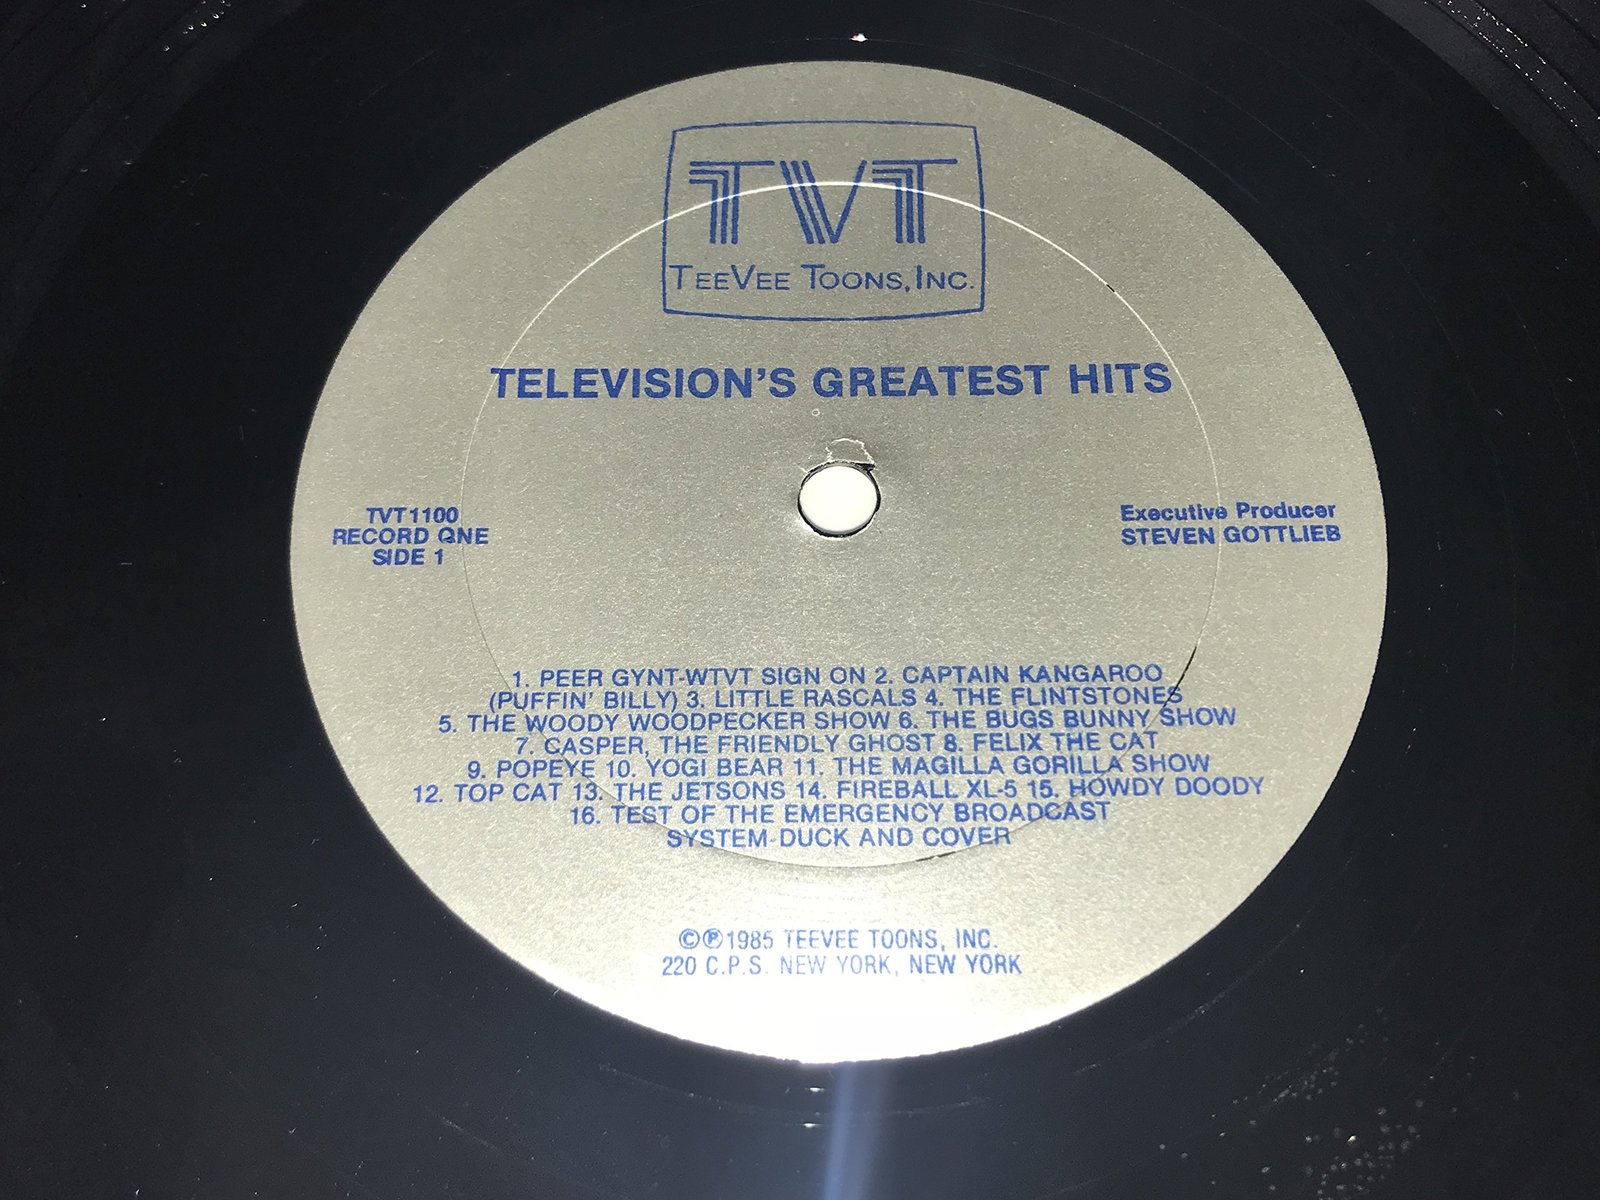 TVT
TEEVEE TOONS, INC.
TELEVISION'S GREATEST HITS
TVT1100
RECORD ONE
SIDE 1
Executive Producer
STEVEN GOTTLIEB
1. PEER GYNT-WTVT SIGN ON 2. CAPTAIN KANGAROO
(PUFFIN' BILLY) 3. LITTLE RASCALS 4. THE FLINTSTONES
5. THE WOODY WOODPECKER SHOW 6. THE BUGS BUNNY SHOW
7. CASPER, THE FRIENDLY GHOST 8. FELIX THE CAT
9. POPEYE 10. YOGI BEAR 11. THE MAGILLA GORILLA SHOW
12. TOP CAT 13. THE JETSONS 14. FIREBALL XL-5 15. HOWDY DOODY
16. TEST OF THE EMERGENCY BROADCAST
SYSTEM-DUCK AND COVER
©℗1985 TEEVEE TOONS, INC.
220 C.P.S. NEW YORK, NEW YORK